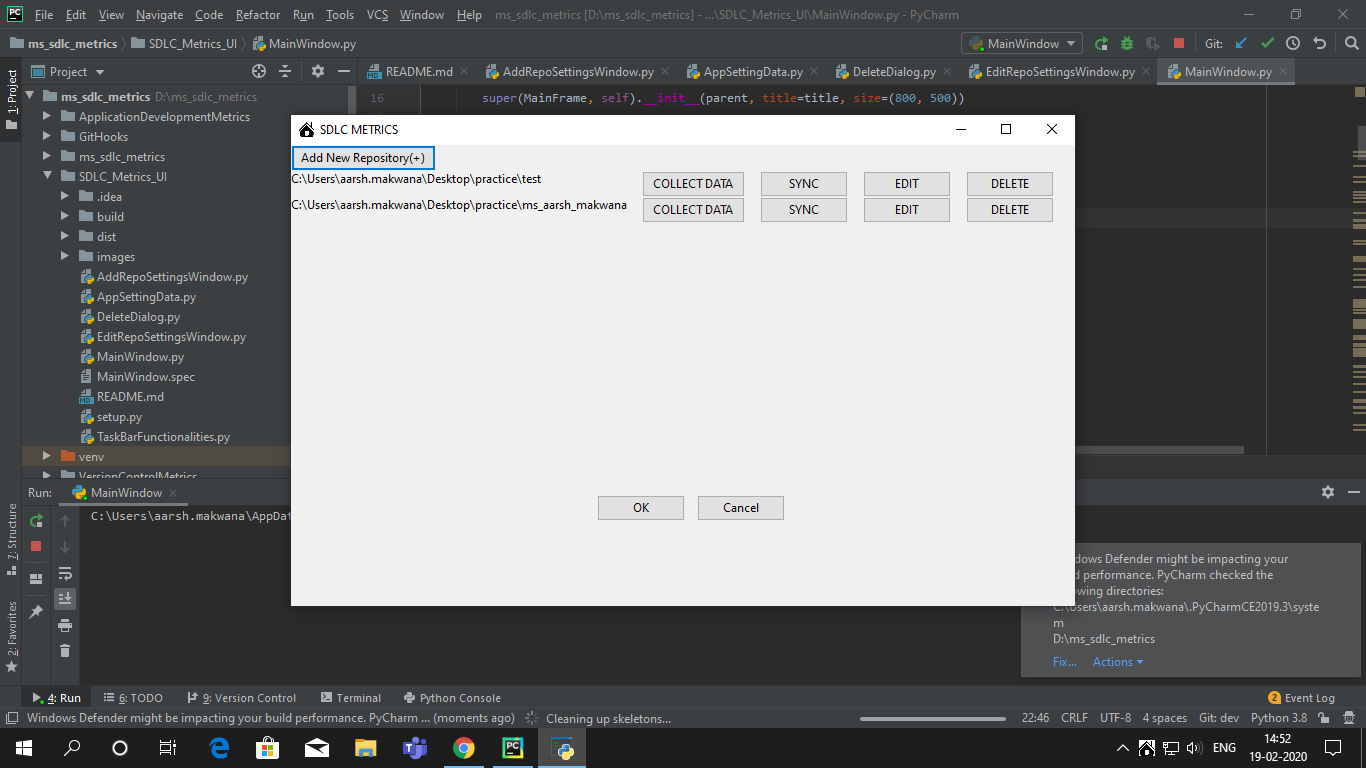 PC File Edit View Navigate Code Refactor Run Tools VCS Window Help ms_sdlc_metrics [D:\ms_sdlc_metrics] - ...\SDLC_Metrics_UI\MainWindow.py - PyCharm
ms_sdlc_metrics SDLC_Metrics_UI MainWindow.py MainWindow Git:
1: Project
Project README.md AddRepoSettingsWindow.py AppSettingData.py DeleteDialog.py EditRepoSettingsWindow.py MainWindow.py
ms_sdlc_metrics D:\ms_sdlc_metrics
16 super(MainFrame, self).__init__(parent, title=title, size=(800, 500))
ApplicationDevelopmentMetrics
GitHooks
ms_sdlc_metrics
SDLC_Metrics_UI
.idea
build
dist
images
AddRepoSettingsWindow.py
AppSettingData.py
DeleteDialog.py
EditRepoSettingsWindow.py
MainWindow.py
MainWindow.spec
README.md
setup.py
TaskBarFunctionalities.py
venv
VersionControlMetrics
SDLC METRICS
Add New Repository(+)
C:\Users\aarsh.makwana\Desktop\practice\test COLLECT DATA SYNC EDIT DELETE
C:\Users\aarsh.makwana\Desktop\practice\ms_aarsh_makwana COLLECT DATA SYNC EDIT DELETE
OK Cancel
Run: MainWindow
C:\Users\aarsh.makwana\AppDat
7: Structure
2: Favorites
dows Defender might be impacting your
d performance. PyCharm checked the
owing directories:
C:\Users\aarsh.makwana\.PyCharmCE2019.3\syste
m
D:\ms_sdlc_metrics
Fix... Actions
4: Run 6: TODO 9: Version Control Terminal Python Console 2 Event Log
Windows Defender might be impacting your build performance. PyCharm ... (moments ago) Cleaning up skeletons... 22:46 CRLF UTF-8 4 spaces Git: dev Python 3.8
PC ENG 14:52
19-02-2020